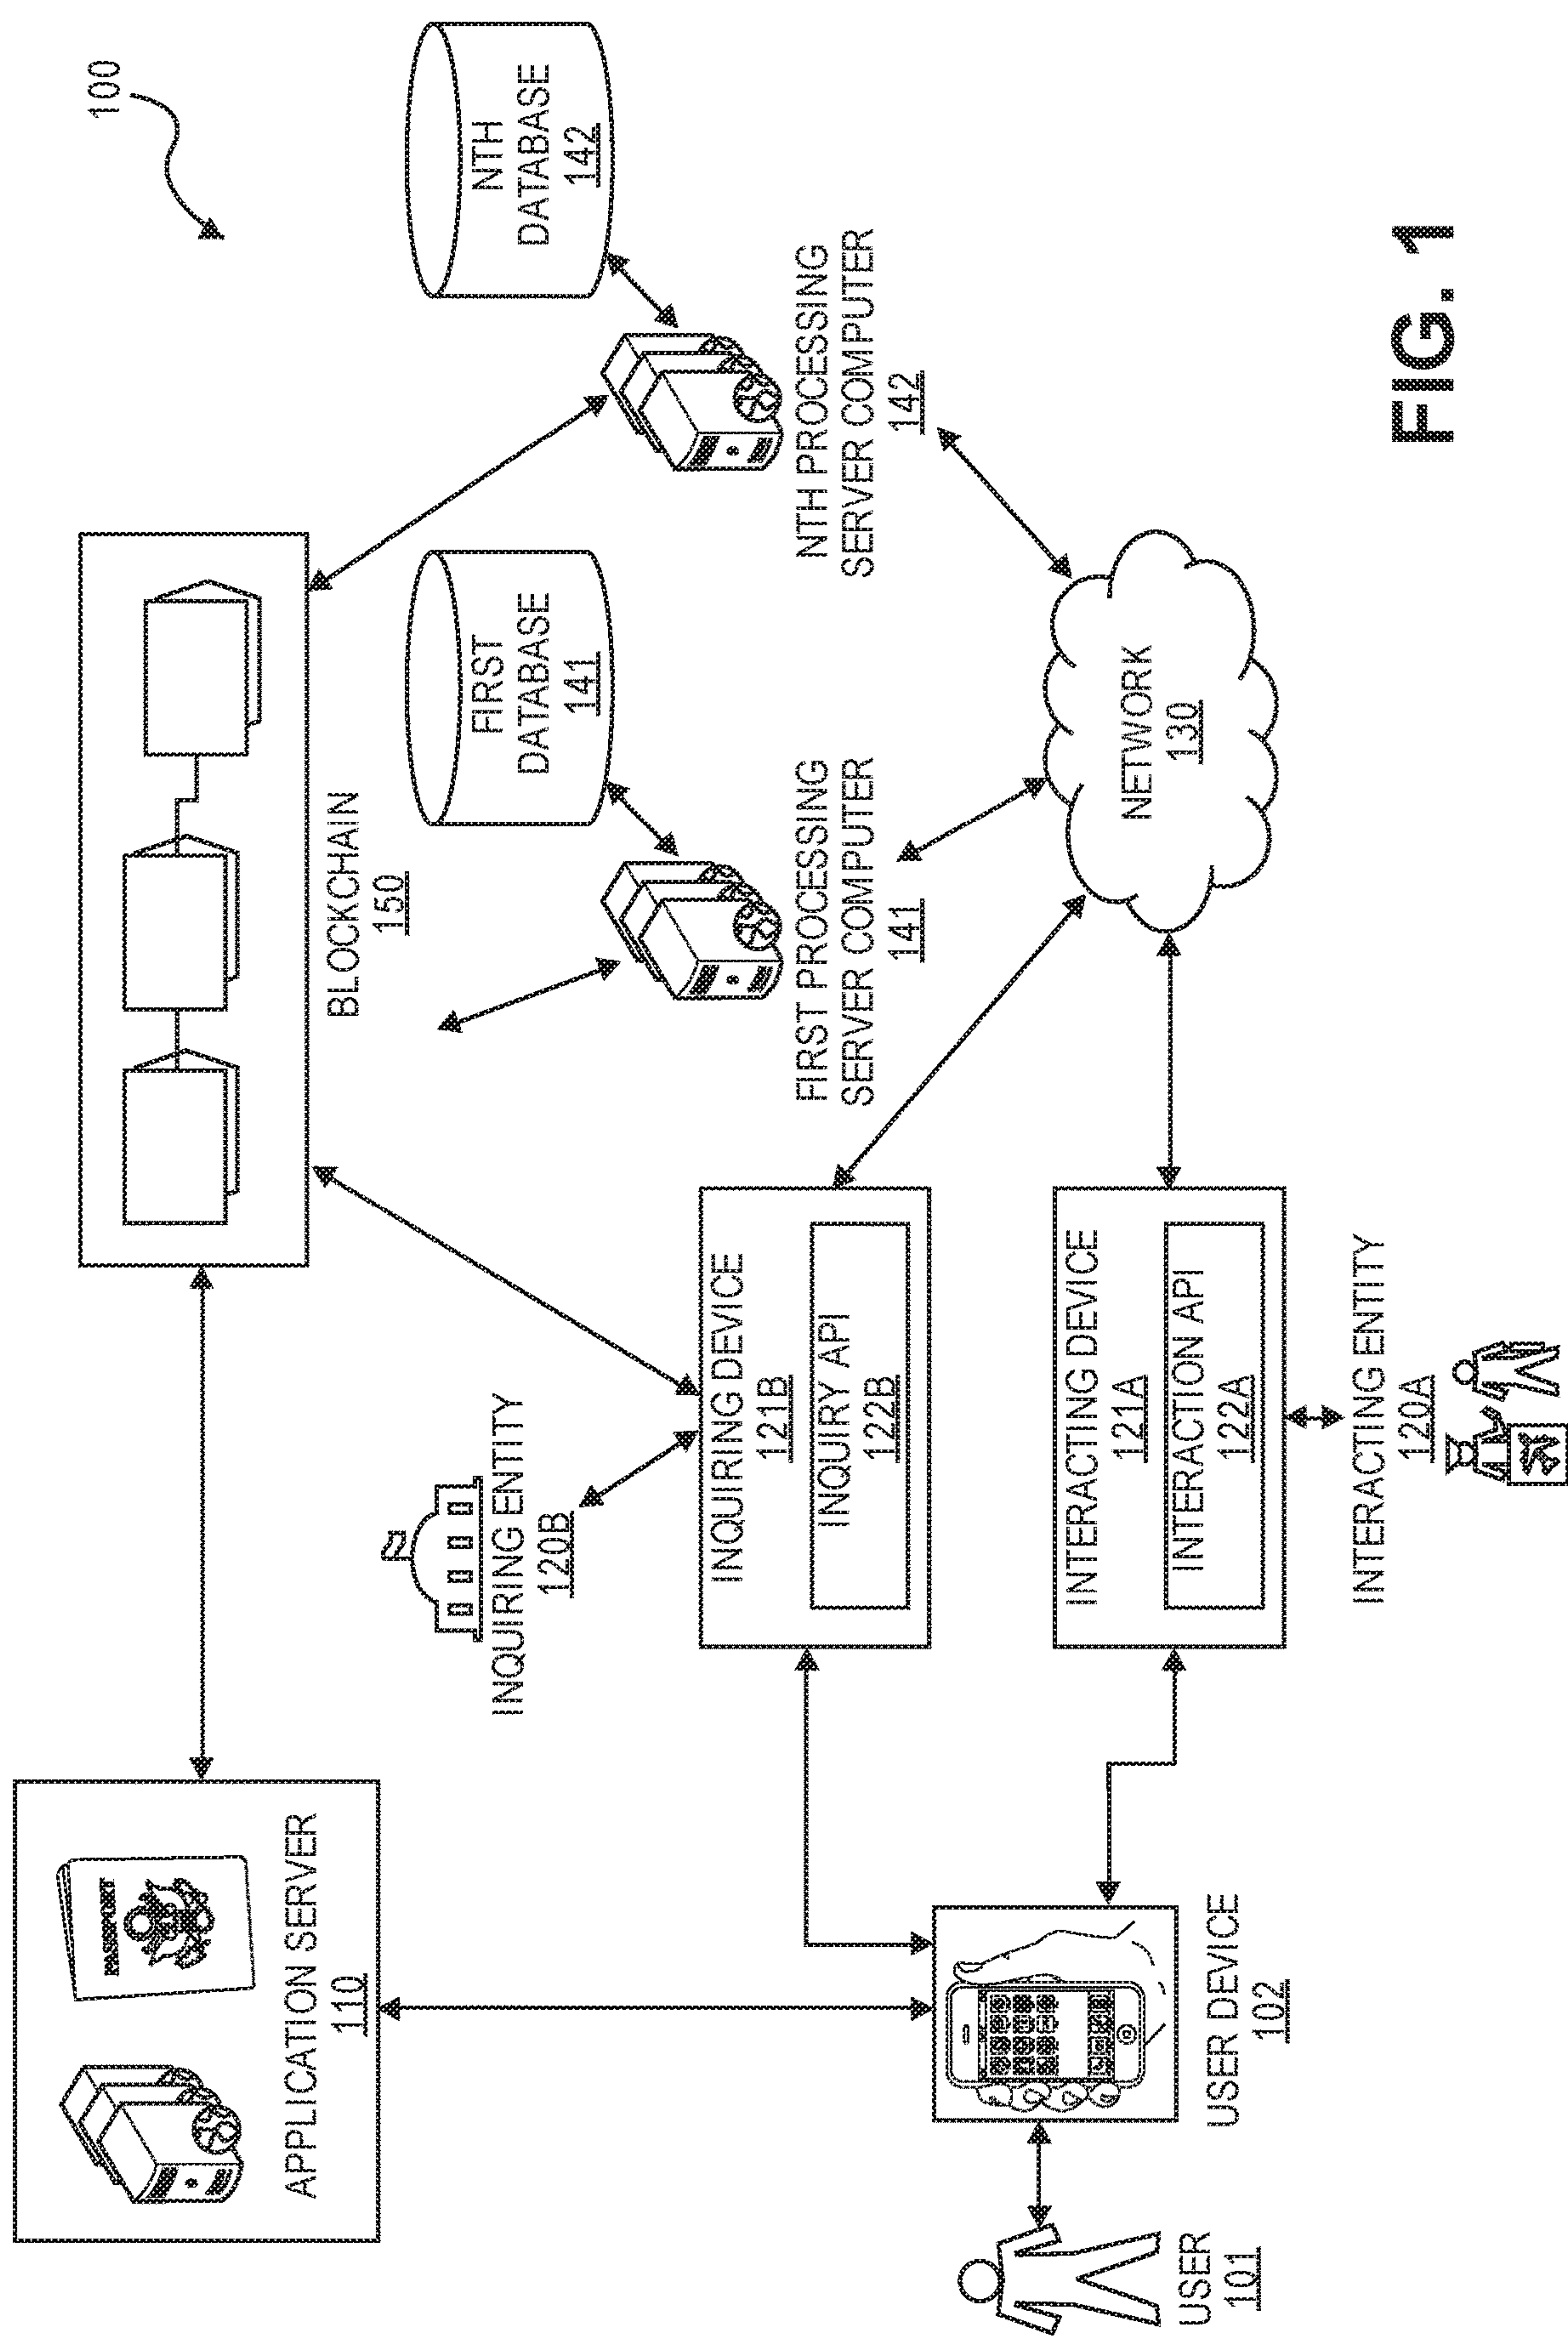 100
PASSPORT
APPLICATION SERVER
110
BLOCKCHAIN
150
NTH
DATABASE
142
FIRST
DATABASE
141
INQUIRING ENTITY
120B
NTH PROCESSING
SERVER COMPUTER
142
FIRST PROCESSING
SERVER COMPUTER
141
INQUIRING DEVICE
121B
INQUIRY API
122B
USER
101
USER DEVICE
102
INTERACTING DEVICE
121A
INTERACTION API
122A
NETWORK
130
INTERACTING ENTITY
120A
FIG. 1